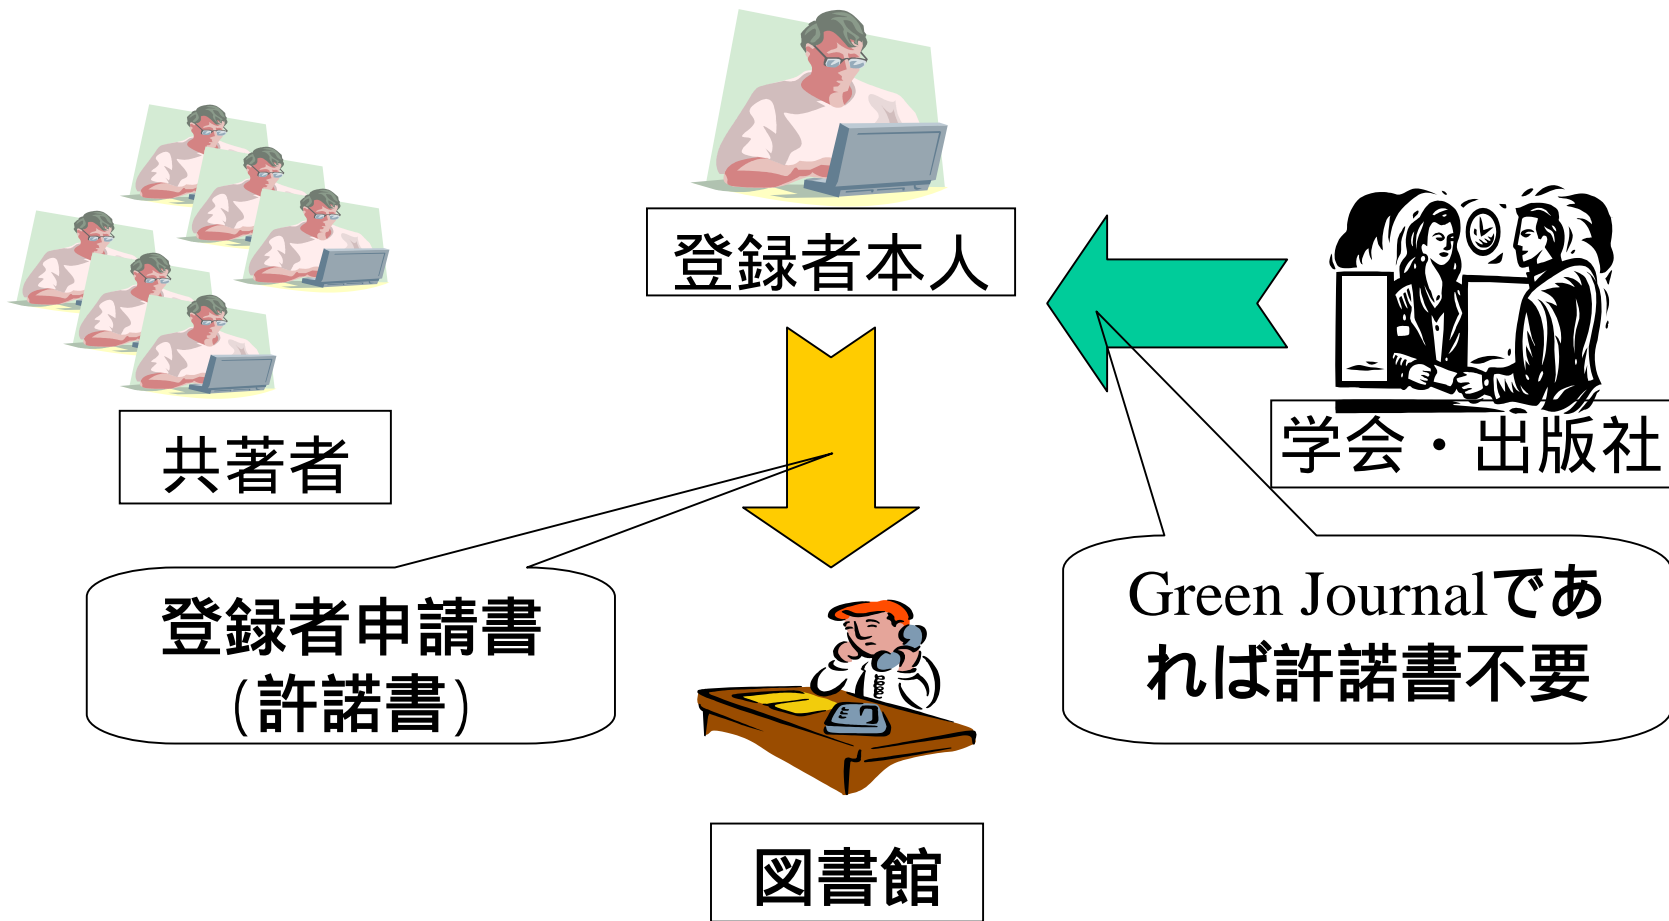 登録者本人
共著者
学会・出版社
登録者申請書
(許諾書)
Green Journalであ
れば許諾書不要
図書館